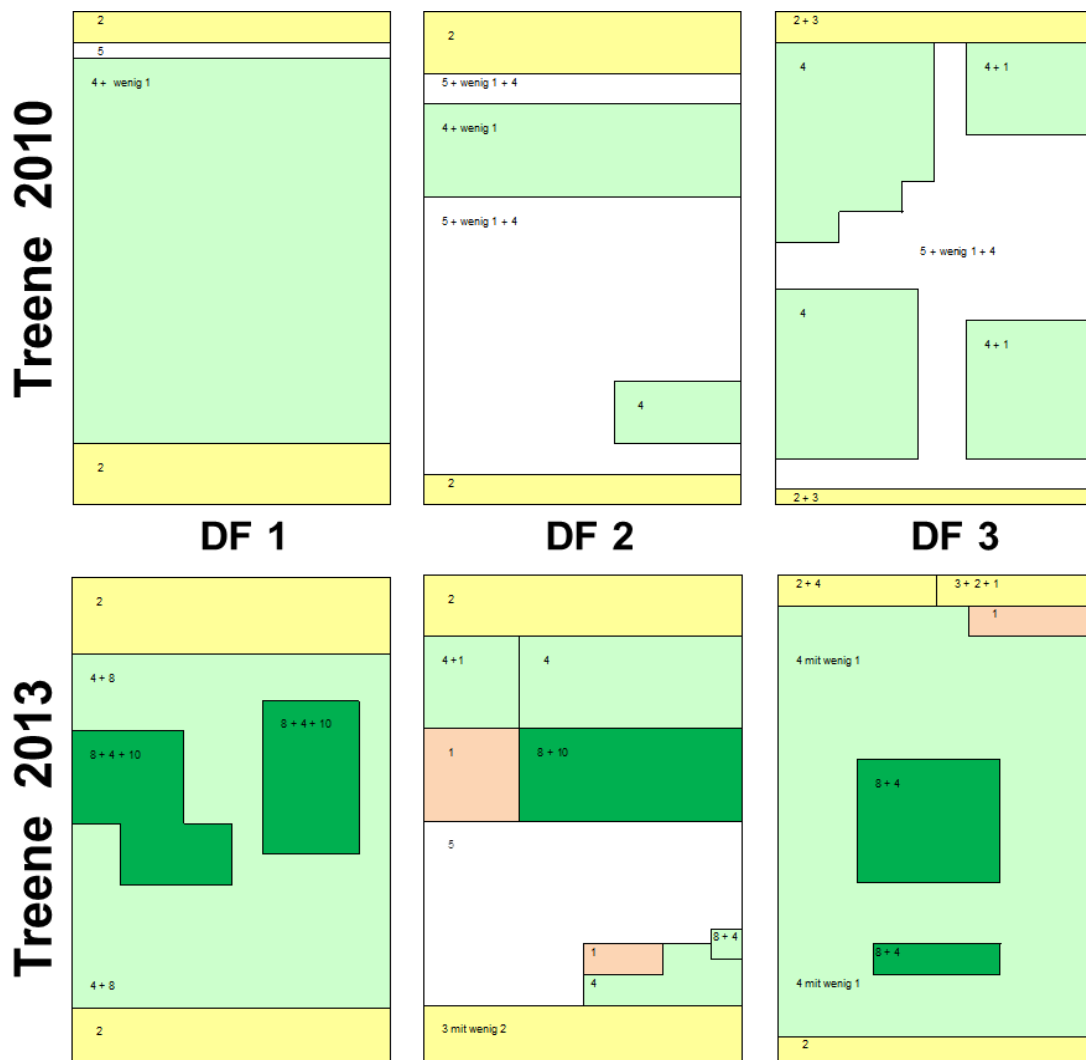 Treene 2010
2
5
4 + wenig 1
2
2
5 + wenig 1 + 4
4 + wenig 1
5 + wenig 1 + 4
4
2
2 + 3
4
4 + 1
5 + wenig 1 + 4
4
4 + 1
2 + 3
DF 1
DF 2
DF 3
Treene 2013
2
4 + 8
8 + 4 + 10
8 + 4 + 10
4 + 8
2
2
4 +1
4
1
8 + 10
5
8 + 4
1
4
3 mit wenig 2
2 + 4
3 + 2 + 1
1
4 mit wenig 1
8 + 4
8 + 4
4 mit wenig 1
2